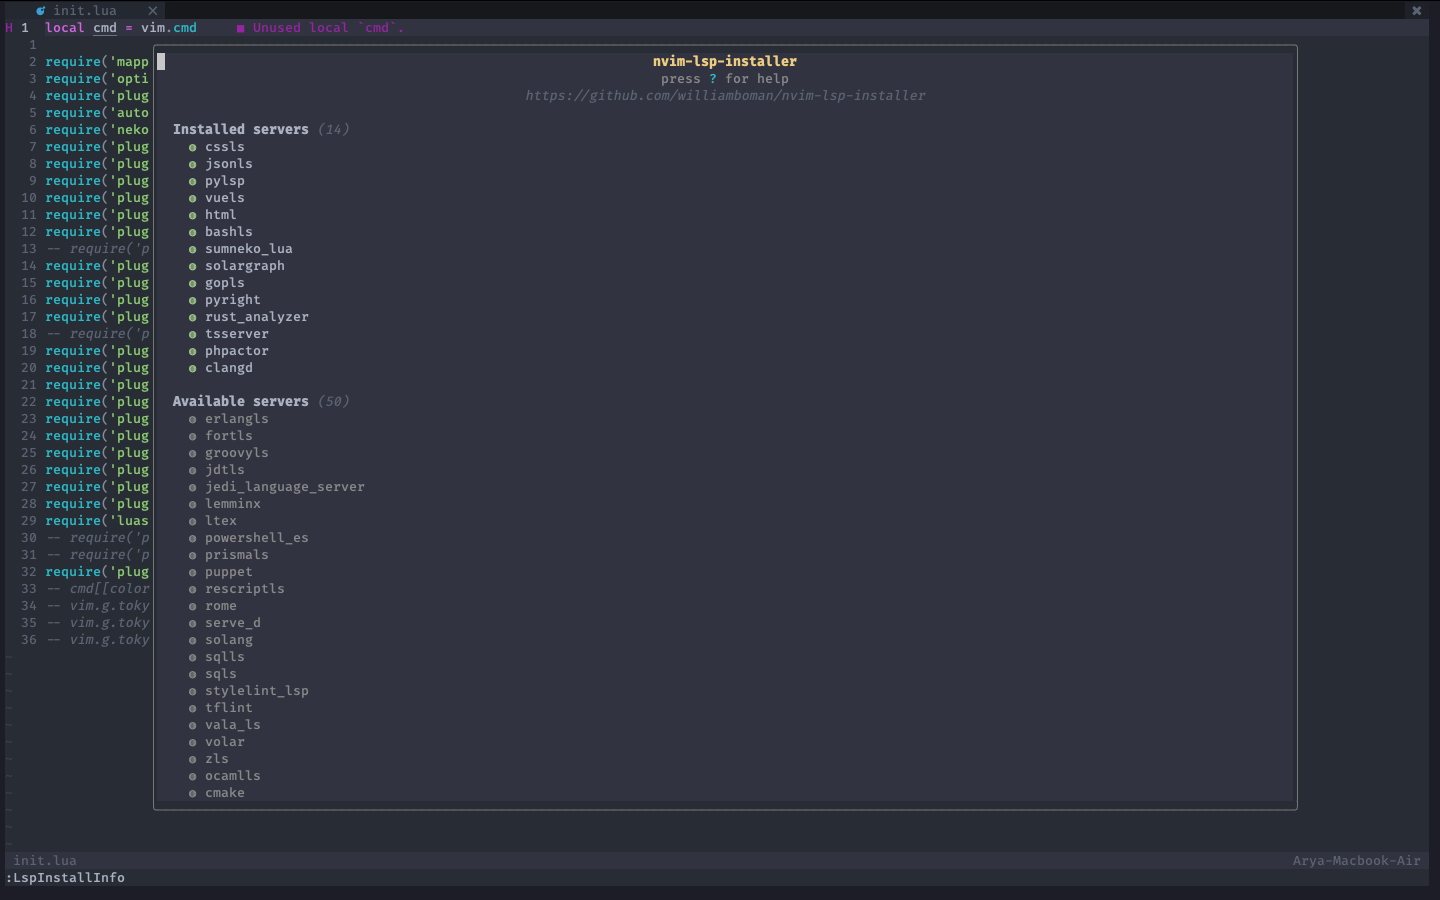 init.lua
H 1 local cmd = vim.cmd ■ Unused local `cmd`.
1
2 require('mapp
3 require('opti
4 require('plug
5 require('auto
6 require('neko
7 require('plug
8 require('plug
9 require('plug
10 require('plug
11 require('plug
12 require('plug
13 -- require('p
14 require('plug
15 require('plug
16 require('plug
17 require('plug
18 -- require('p
19 require('plug
20 require('plug
21 require('plug
22 require('plug
23 require('plug
24 require('plug
25 require('plug
26 require('plug
27 require('plug
28 require('plug
29 require('luas
30 -- require('p
31 -- require('p
32 require('plug
33 -- cmd[[color
34 -- vim.g.toky
35 -- vim.g.toky
36 -- vim.g.toky
nvim-lsp-installer
press ? for help
https://github.com/williamboman/nvim-lsp-installer
Installed servers (14)
cssls
jsonls
pylsp
vuels
html
bashls
sumneko_lua
solargraph
gopls
pyright
rust_analyzer
tsserver
phpactor
clangd
Available servers (50)
erlangls
fortls
groovyls
jdtls
jedi_language_server
lemminx
ltex
powershell_es
prismals
puppet
rescriptls
rome
serve_d
solang
sqlls
sqls
stylelint_lsp
tflint
vala_ls
volar
zls
ocamlls
cmake
init.lua Arya-Macbook-Air
:LspInstallInfo